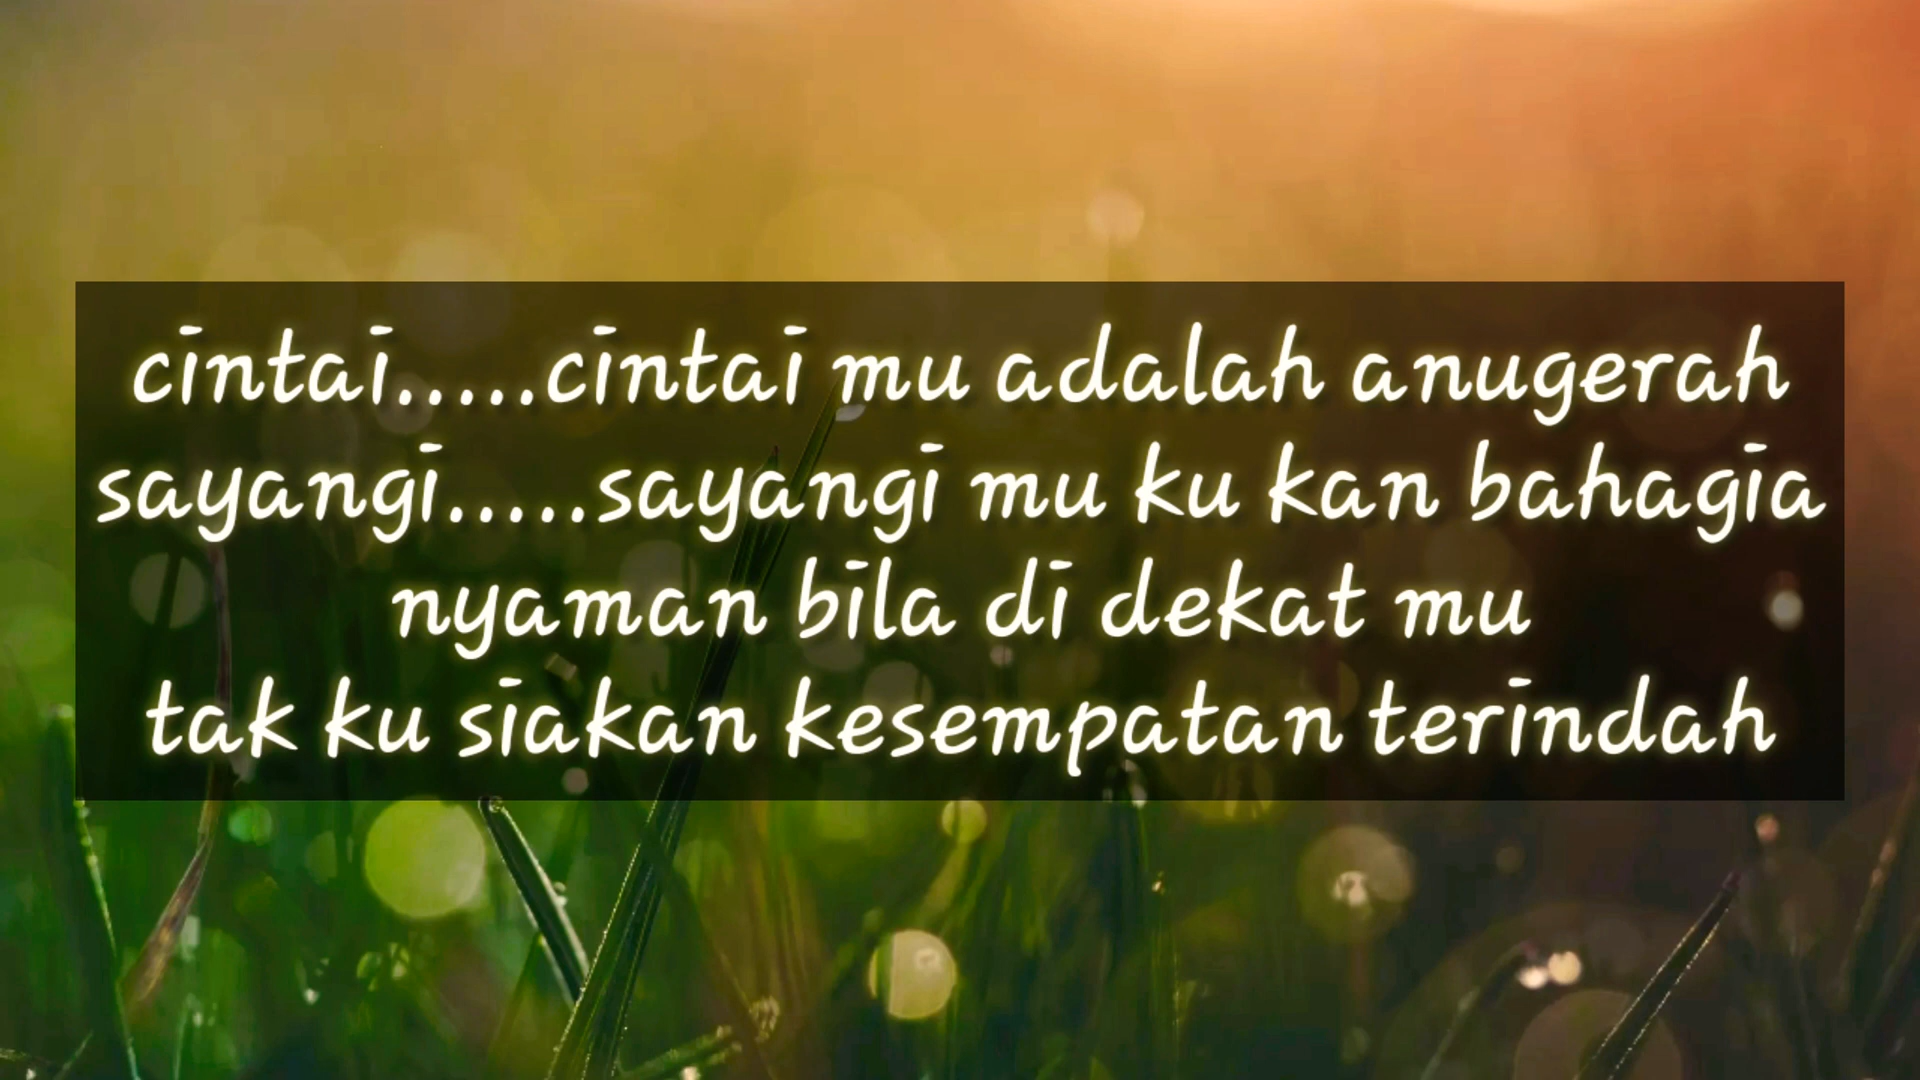 cintai.....cintai mu adalah anugerah
sayangi.....sayangi mu ku kan bahagia
nyaman bila di dekat mu
tak ku siakan kesempatan terindah